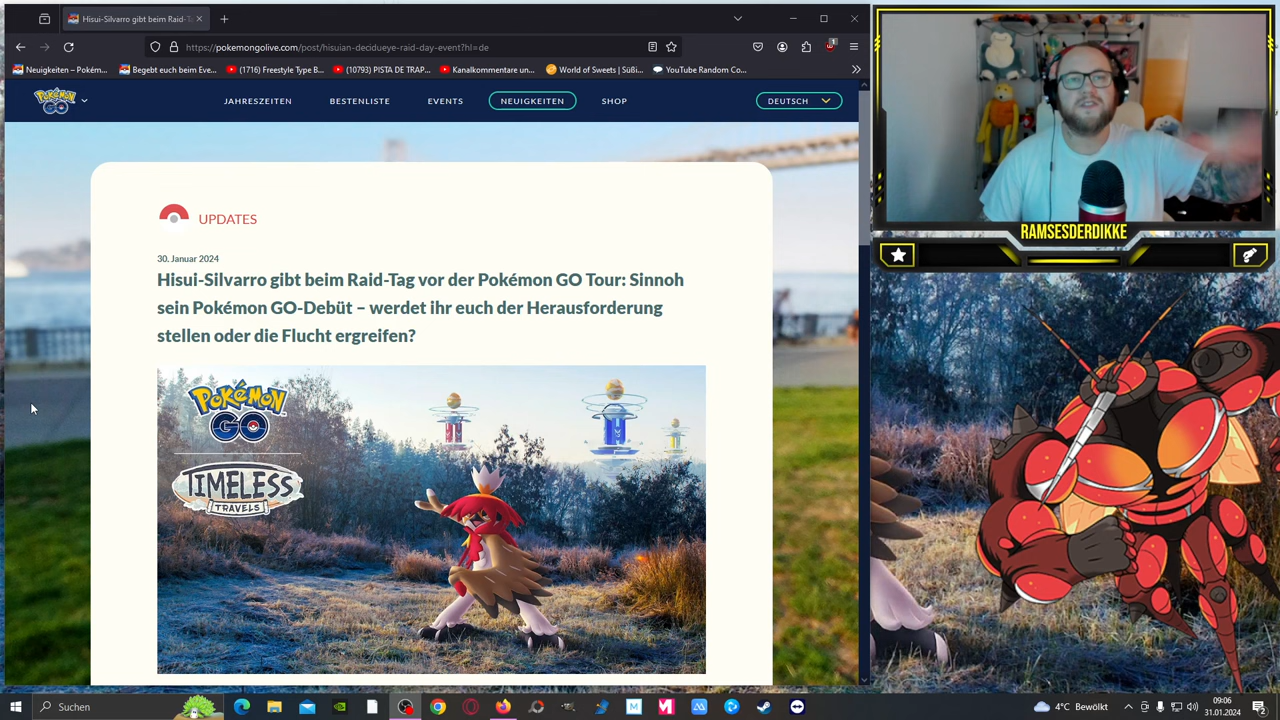 Hisui-Silvarro gibt beim Raid-T
https://pokemongolive.com/post/hisuian-decidueye-raid-day-event?hl=de
1
Neuigkeiten – Pokém...
Begebt euch beim Eve...
(1716) Freestyle Type B...
(10793) PISTA DE TRAP...
Kanalkommentare un...
World of Sweets | Süßi...
YouTube Random Co...
Pokémon GO
JAHRESZEITEN
BESTENLISTE
EVENTS
NEUIGKEITEN
SHOP
DEUTSCH
UPDATES
30. Januar 2024
Hisui-Silvarro gibt beim Raid-Tag vor der Pokémon GO Tour: Sinnoh
sein Pokémon GO-Debüt – werdet ihr euch der Herausforderung
stellen oder die Flucht ergreifen?
POKéMON
GO
TIMELESS
TRAVELS
RAMSESDERDIKKE
Suchen
4°C Bewölkt
09:06
31.01.2024
2